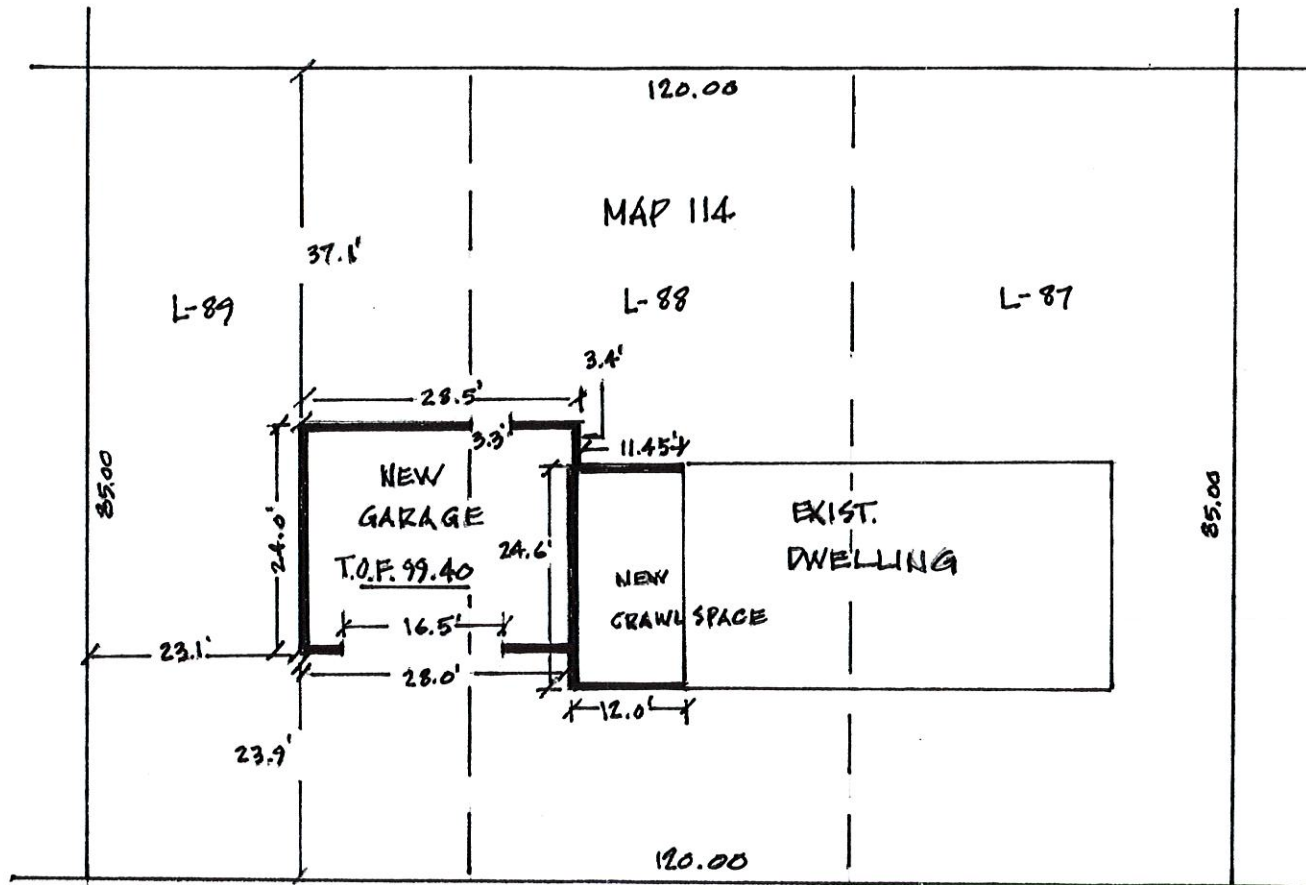 120.00
MAP 114
37.1'
L-89
L-88
L-87
3.4'
28.5'
3.3'
11.45'
85.00
NEW
GARAGE
T.O.F. 99.40
24.0'
24.6'
EXIST.
DWELLING
85.00
NEW
CRAWL SPACE
16.5'
23.1'
28.0'
12.0'
23.9'
120.00